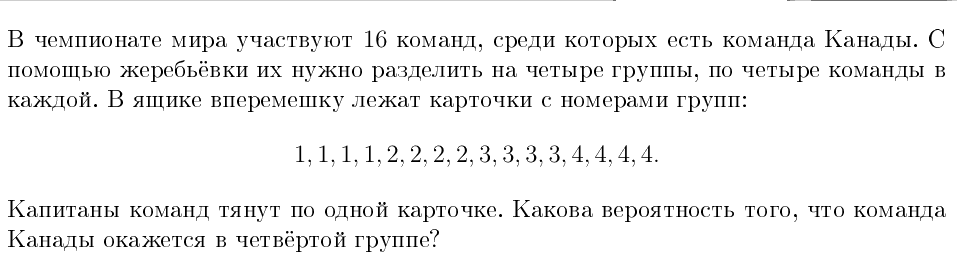 В чемпионате мира участвуют 16 команд, среди которых есть команда Канады. С
помощью жеребьёвки их нужно разделить на четыре группы, по четыре команды в
каждой. В ящике вперемешку лежат карточки с номерами групп:
1, 1, 1, 1, 2, 2, 2, 2, 3, 3, 3, 3, 4, 4, 4, 4.
Капитаны команд тянут по одной карточке. Какова вероятность того, что команда
Канады окажется в четвёртой группе?